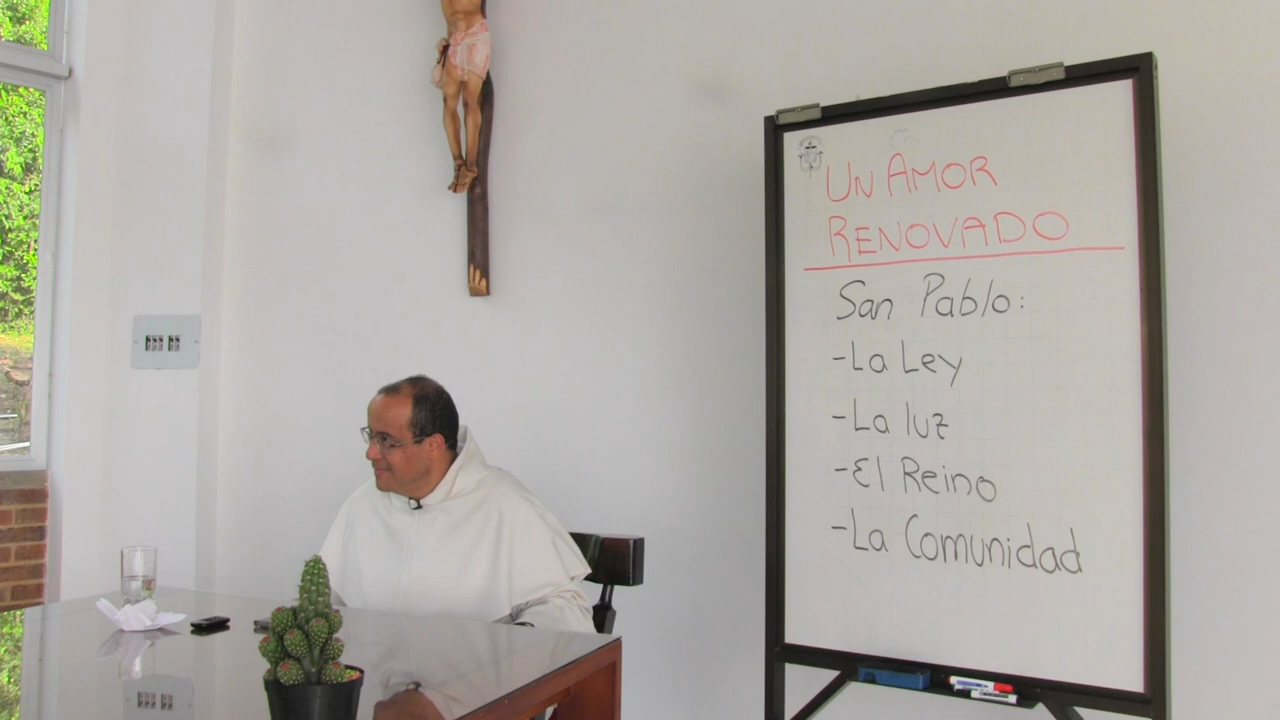 UN AMOR
RENOVADO
San Pablo:
-La Ley
-La luz
-El Reino
-La Comunidad